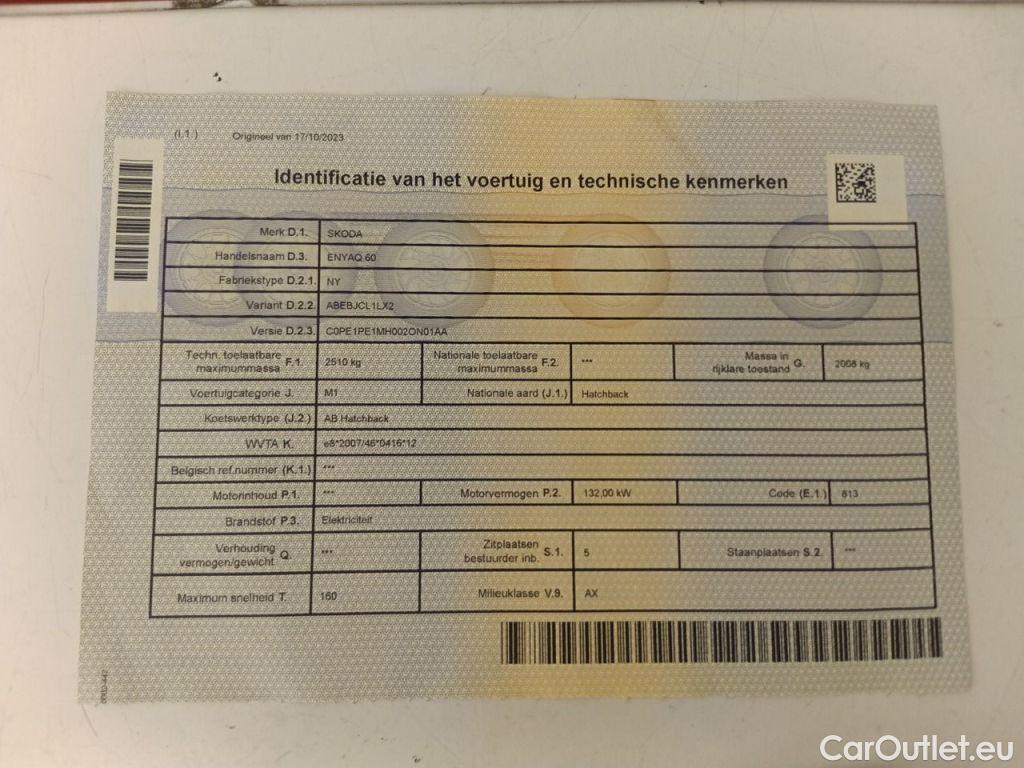 (I.1.) Origineel van 17/10/2023
Identificatie van het voertuig en technische kenmerken
Merk D.1. SKODA
Handelsnaam D.3. ENYAQ 60
Fabriekstype D.2.1. NY
Variant D.2.2. ABEBJCL1LX2
Versie D.2.3. C0PE1PE1MH002ON01AA
Techn. toelaatbare maximummassa F.1. 2510 kg Nationale toelaatbare maximummassa F.2. *** Massa in rijklare toestand G. 2008 kg
Voertuigcategorie J. M1 Nationale aard (J.1.) Hatchback
Koetswerktype (J.2.) AB Hatchback
WVTA K. e8*2007/46*0416*12
Belgisch ref.nummer (K.1.) ***
Motorinhoud P.1. *** Motorvermogen P.2. 132,00 kW Code (E.1.) 813
Brandstof P.3. Elektriciteit
Verhouding vermogen/gewicht Q. *** Zitplaatsen bestuurder inb. S.1. 5 Staanplaatsen S.2. ***
Maximum snelheid T. 160 Milieuklasse V.9. AX
CarOutlet.eu